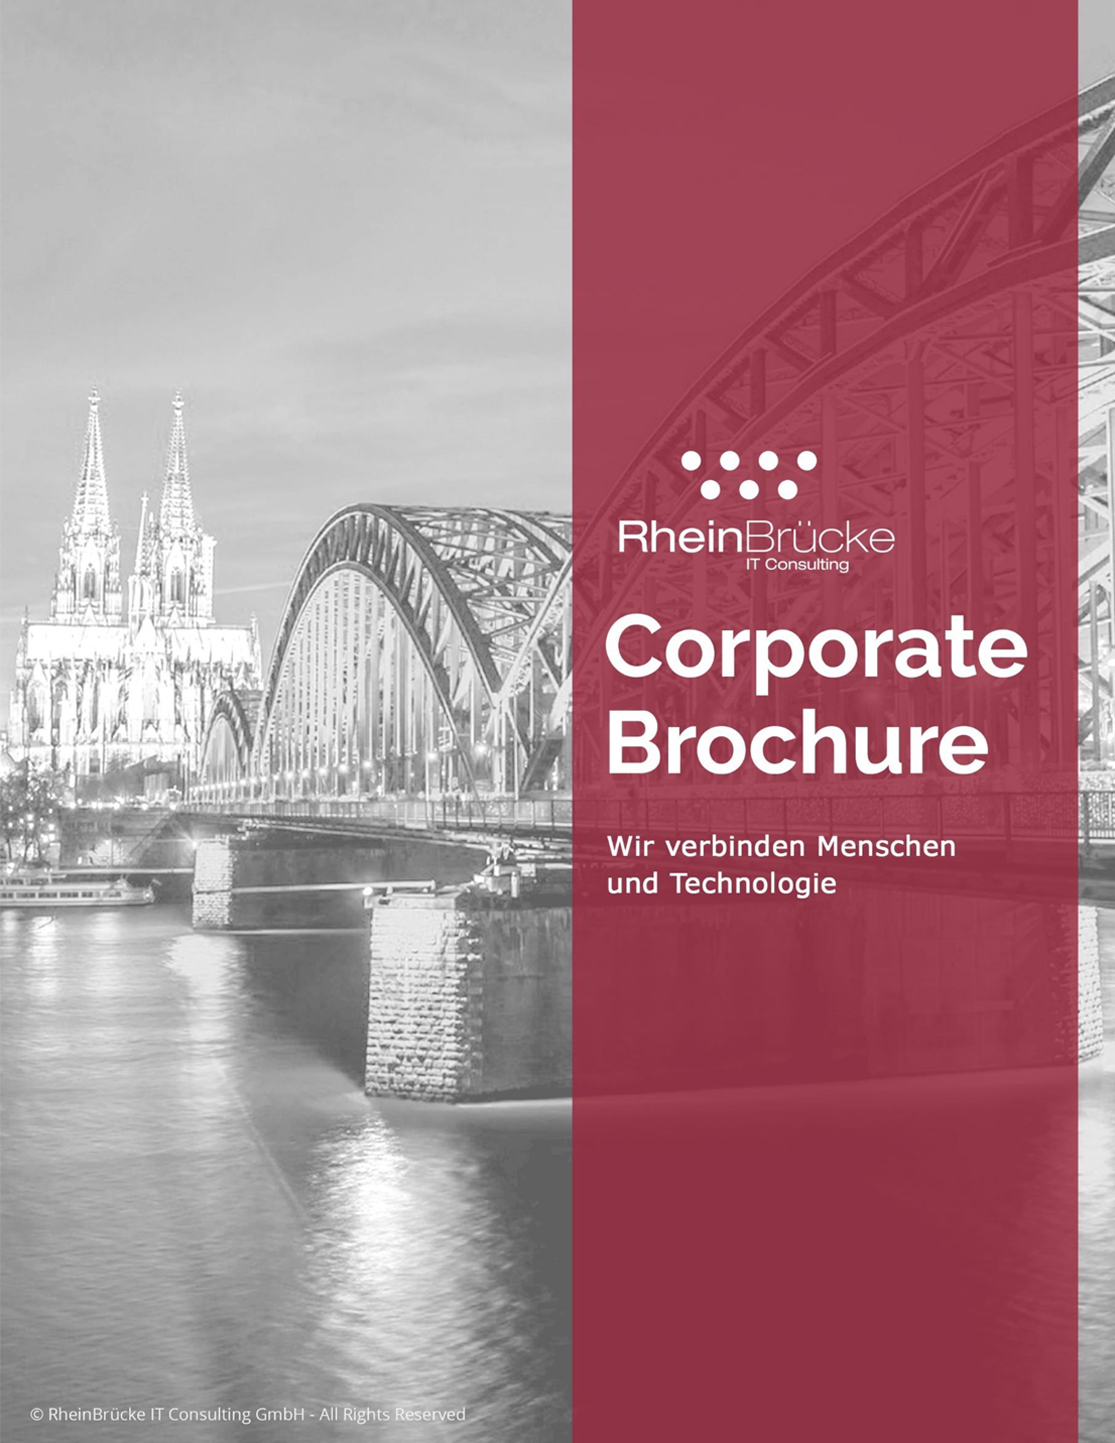 RheinBrücke
IT Consulting
Corporate
Brochure
Wir verbinden Menschen
und Technologie
© RheinBrücke IT Consulting GmbH - All Rights Reserved